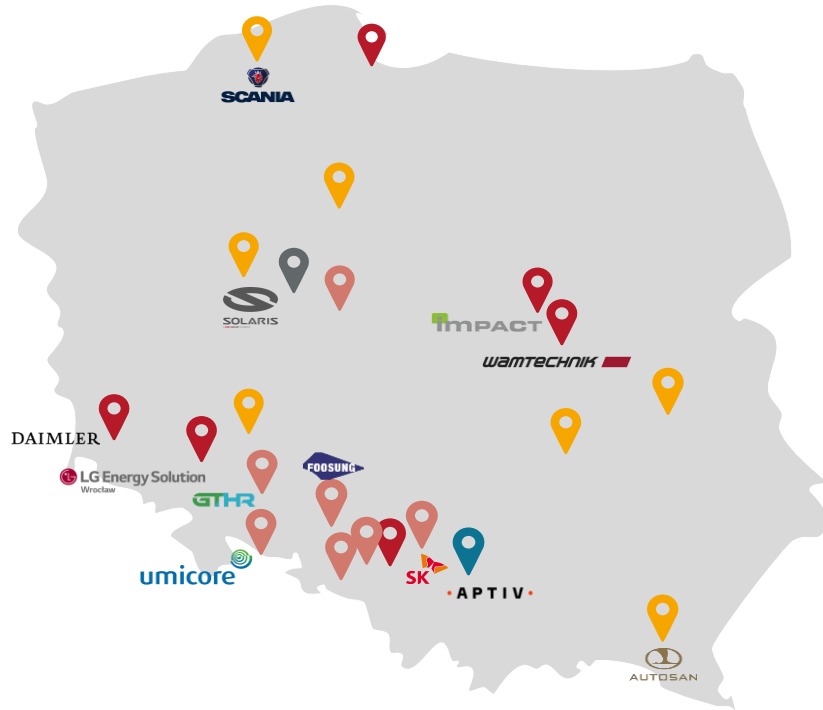 SCANIA
SOLARIS
IMPACT
WAMTECHNIK
DAIMLER
LG Energy Solution
Wrocław
FOOSUNG
GTHR
umicore
SK
• APTIV •
AUTOSAN